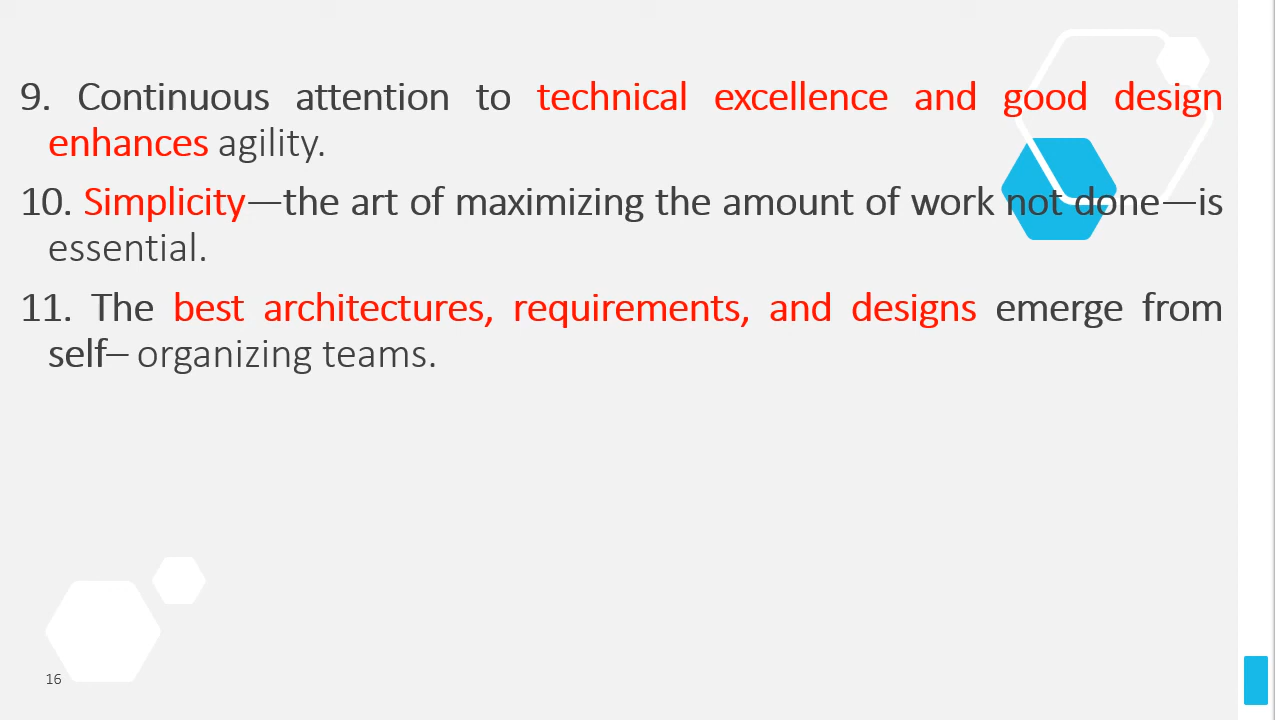 9. Continuous attention to technical excellence and good design
enhances agility.
10. Simplicity—the art of maximizing the amount of work not done—is
essential.
11. The best architectures, requirements, and designs emerge from
self– organizing teams.
16